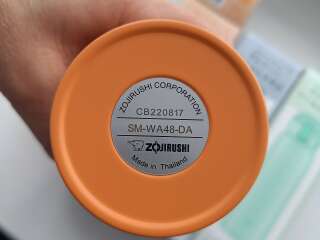 ZOJIRUSHI CORPORATION
CB220817
SM-WA48-DA
ZOJIRUSHI
Made in Thailand